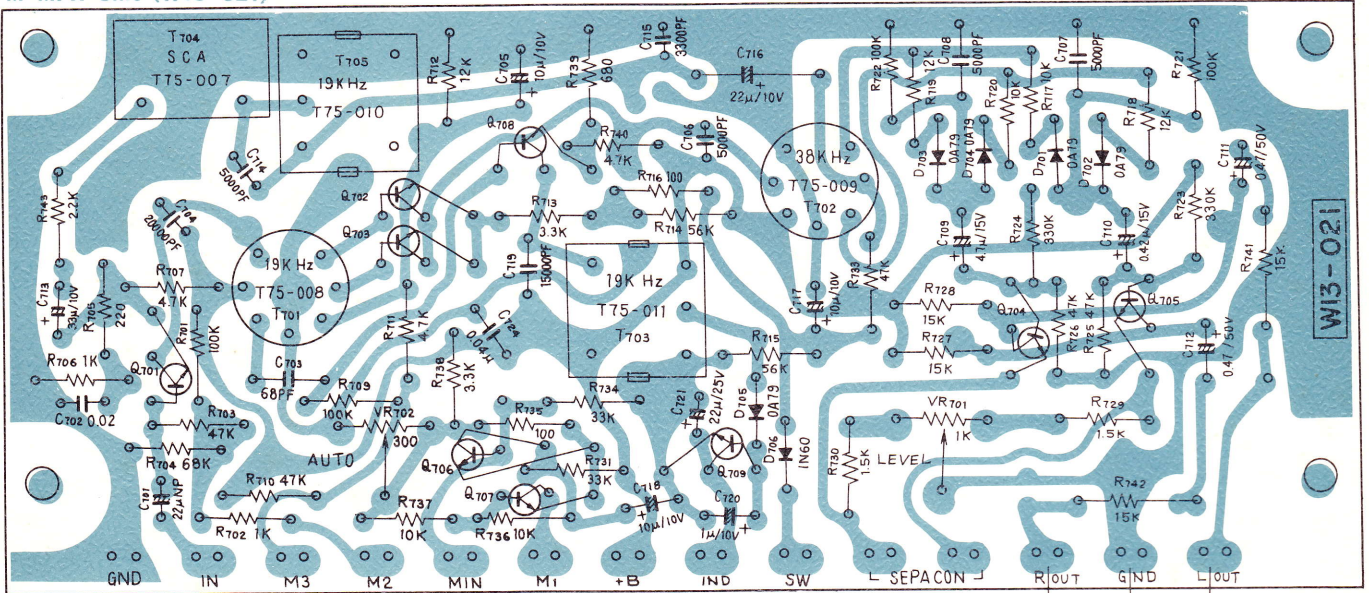 T704
SCA
T75-007
T705
19KHz
T75-010
R712
12K
C705
10μ/10V
R739
680
C715
3300PF
C716
22μ/10V
R722
100K
R719
12K
C708
5000PF
R720
10K
R717
10K
C707
5000PF
R721
100K
R718
12K
Q708
R740
47K
C706
5000PF
38KHz
T75-009
T702
D703
0A79
D704
0A79
D701
0A79
D702
0A79
C711
0.47/50V
C714
5000PF
R743
2.2K
C704
20000PF
Q702
Q703
R716 100
R713
3.3K
R714 56K
C709
4.7μ/15V
R724
330K
C710
0.42μ/15V
R723
330K
R741
15K
W13-021
C713
33μ/10V
R705
220
R707
4.7K
R701
100K
19KHz
T75-008
T701
R711
4.7K
C719
15000PF
C724
0.04μ
19KHz
T75-011
T703
C717
10μ/10V
R733
47K
R728
15K
R727
15K
Q704
R726
47K
R725
47K
Q705
C712
0.47/50V
R706 1K
Q701
C702 0.02
C703
68PF
R709
100K
VR702
300
AUTO
R738
3.3K
R715
56K
R734
33K
R735
100
C721
22μ/25V
D705
0A79
D706
1N60
VR701
1K
LEVEL
R729
1.5K
R703
47K
R704 68K
C701
22μNP
R710 47K
R702 1K
R737
10K
Q706
Q707
R736 10K
R731
33K
Q709
C718
10μ/10V
C720
1μ/10V
R730
1.5K
R742
15K
GND
IN
M3
M2
MIN
M1
+B
IND
SW
SEPACON
R OUT
GND
L OUT